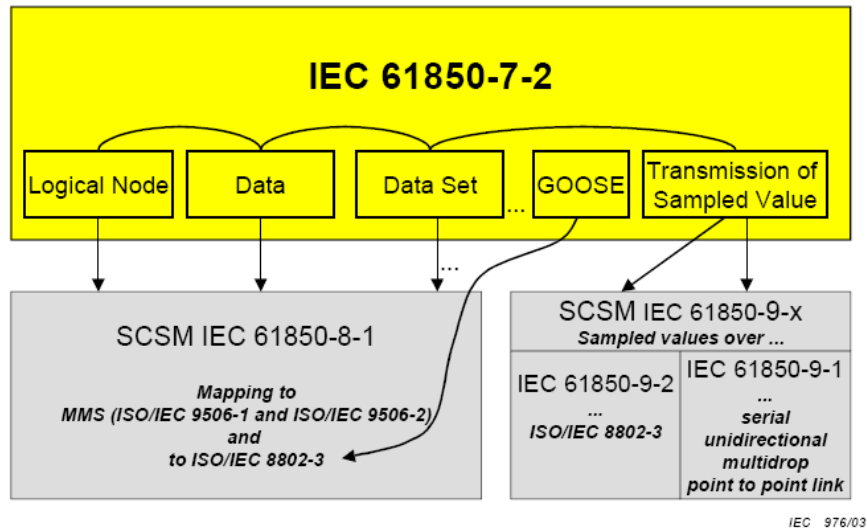 IEC 61850-7-2
Logical Node
Data
Data Set
...
GOOSE
Transmission of
Sampled Value
...
SCSM IEC 61850-8-1
Mapping to
MMS (ISO/IEC 9506-1 and ISO/IEC 9506-2)
and
to ISO/IEC 8802-3
SCSM IEC 61850-9-x
Sampled values over ...
IEC 61850-9-2
...
ISO/IEC 8802-3
IEC 61850-9-1
...
serial
unidirectional
multidrop
point to point link
IEC 976/03